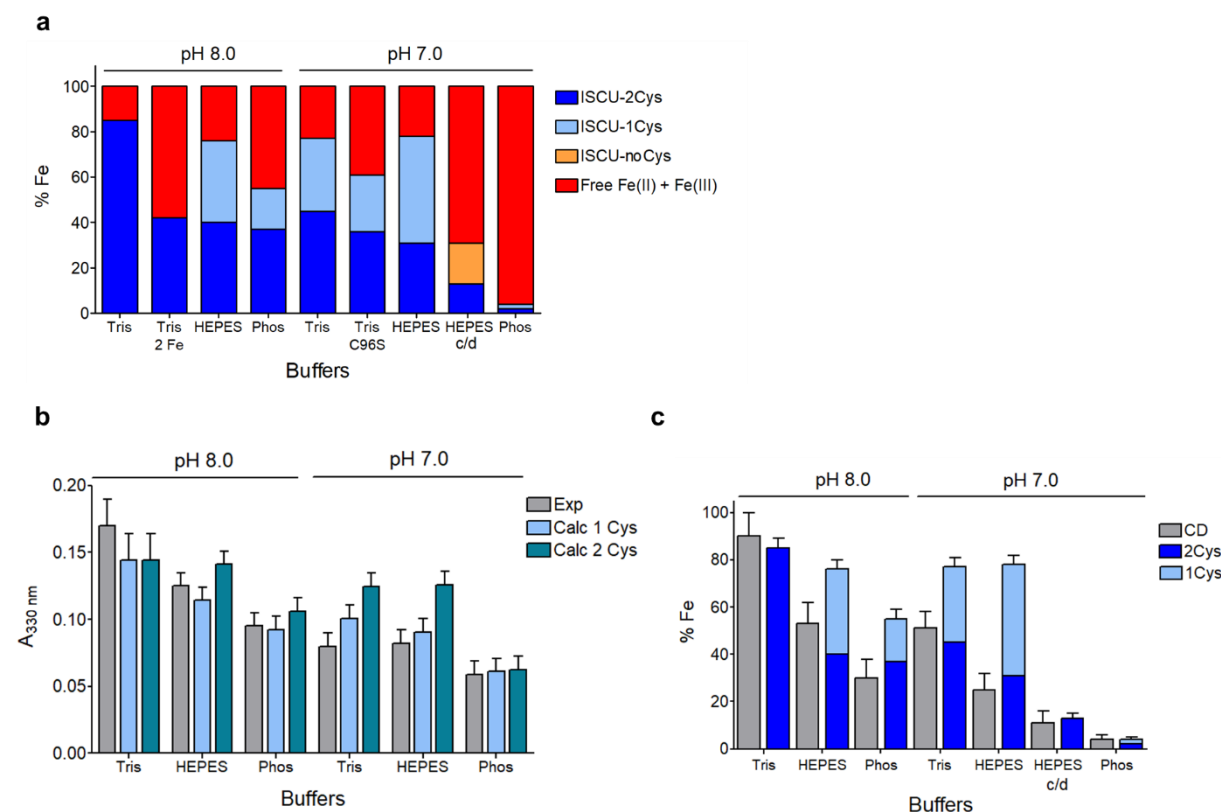 a
pH 8.0 pH 7.0
100
80
60
40
20
0
% Fe
ISCU-2Cys
ISCU-1Cys
ISCU-noCys
Free Fe(II) + Fe(III)
Tris Tris HEPES Phos Tris Tris HEPES HEPES Phos
2 Fe C96S c/d
Buffers
b
pH 8.0 pH 7.0
0.20
0.15
0.10
0.05
0.00
A330 nm
Exp
Calc 1 Cys
Calc 2 Cys
Tris HEPES Phos Tris HEPES Phos
Buffers
c
pH 8.0 pH 7.0
100
80
60
40
20
0
% Fe
CD
2Cys
1Cys
Tris HEPES Phos Tris HEPES HEPES Phos
c/d
Buffers